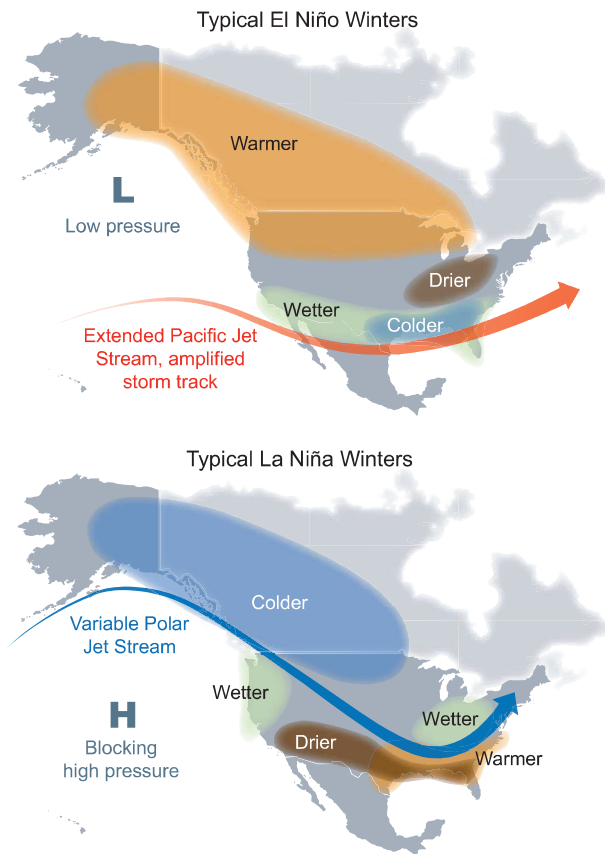 Typical El Niño Winters
Warmer
L
Low pressure
Drier
Wetter
Colder
Extended Pacific Jet
Stream, amplified
storm track
Typical La Niña Winters
Colder
Variable Polar
Jet Stream
Wetter
H
Blocking
high pressure
Wetter
Drier
Warmer